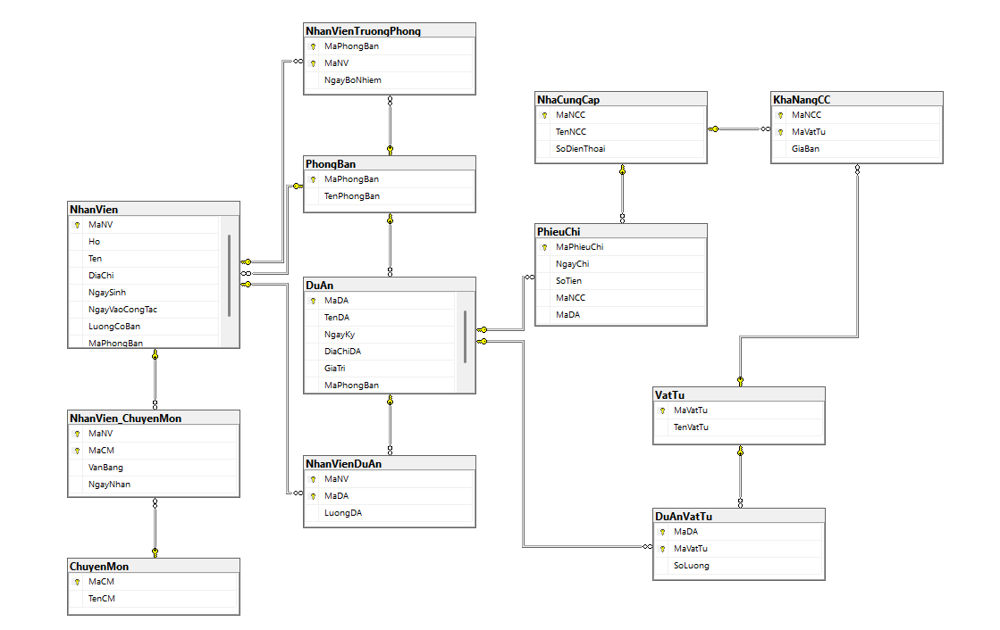 NhanVienTruongPhong
MaPhongBan
MaNV
NgayBoNhiem
PhongBan
MaPhongBan
TenPhongBan
NhanVien
MaNV
Ho
Ten
DiaChi
NgaySinh
NgayVaoCongTac
LuongCoBan
MaPhongBan
DuAn
MaDA
TenDA
NgayKy
DiaChiDA
GiaTri
MaPhongBan
NhanVien_ChuyenMon
MaNV
MaCM
VanBang
NgayNhan
NhanVienDuAn
MaNV
MaDA
LuongDA
ChuyenMon
MaCM
TenCM
NhaCungCap
MaNCC
TenNCC
SoDienThoai
KhaNangCC
MaNCC
MaVatTu
GiaBan
PhieuChi
MaPhieuChi
NgayChi
SoTien
MaNCC
MaDA
VatTu
MaVatTu
TenVatTu
DuAnVatTu
MaDA
MaVatTu
SoLuong